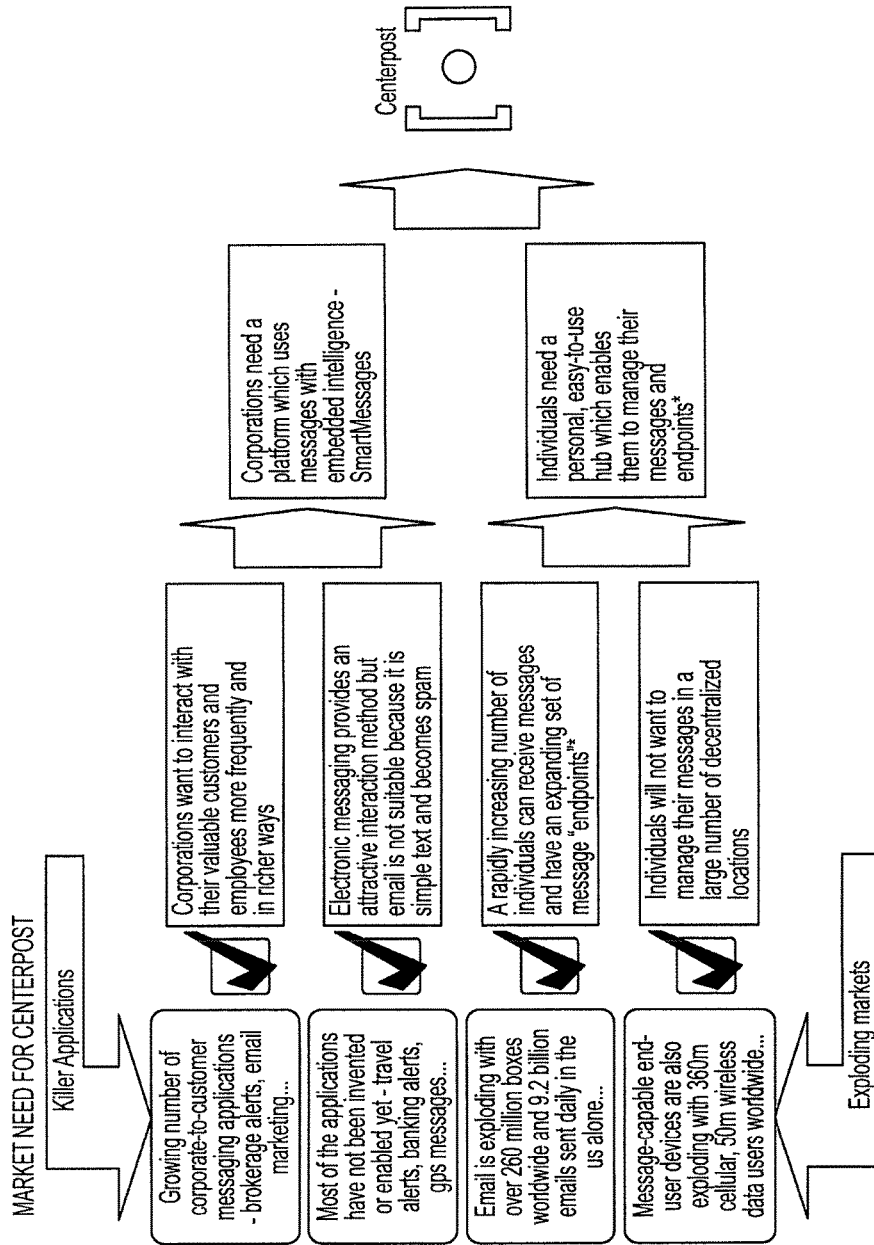 MARKET NEED FOR CENTERPOST
Killer Applications
Growing number of
corporate-to-customer
messaging applications
- brokerage alerts, email
marketing...
Corporations want to interact with
their valuable customers and
employees more frequently and
in richer ways
Most of the applications
have not been invented
or enabled yet - travel
alerts, banking alerts,
gps messages...
Electronic messaging provides an
attractive interaction method but
email is not suitable because it is
simple text and becomes spam
Corporations need a
platform which uses
messages with
embedded intelligence -
SmartMessages
Email is exploding with
over 260 million boxes
worldwide and 9.2 billion
emails sent daily in the
us alone...
A rapidly increasing number of
individuals can receive messages
and have an expanding set of
message "endpoints"*
Message-capable end-
user devices are also
exploding with 360m
cellular, 50m wireless
data users worldwide...
Individuals will not want to
manage their messages in a
large number of decentralized
locations
Individuals need a
personal, easy-to-use
hub which enables
them to manage their
messages and
endpoints*
Centerpost
Exploding markets